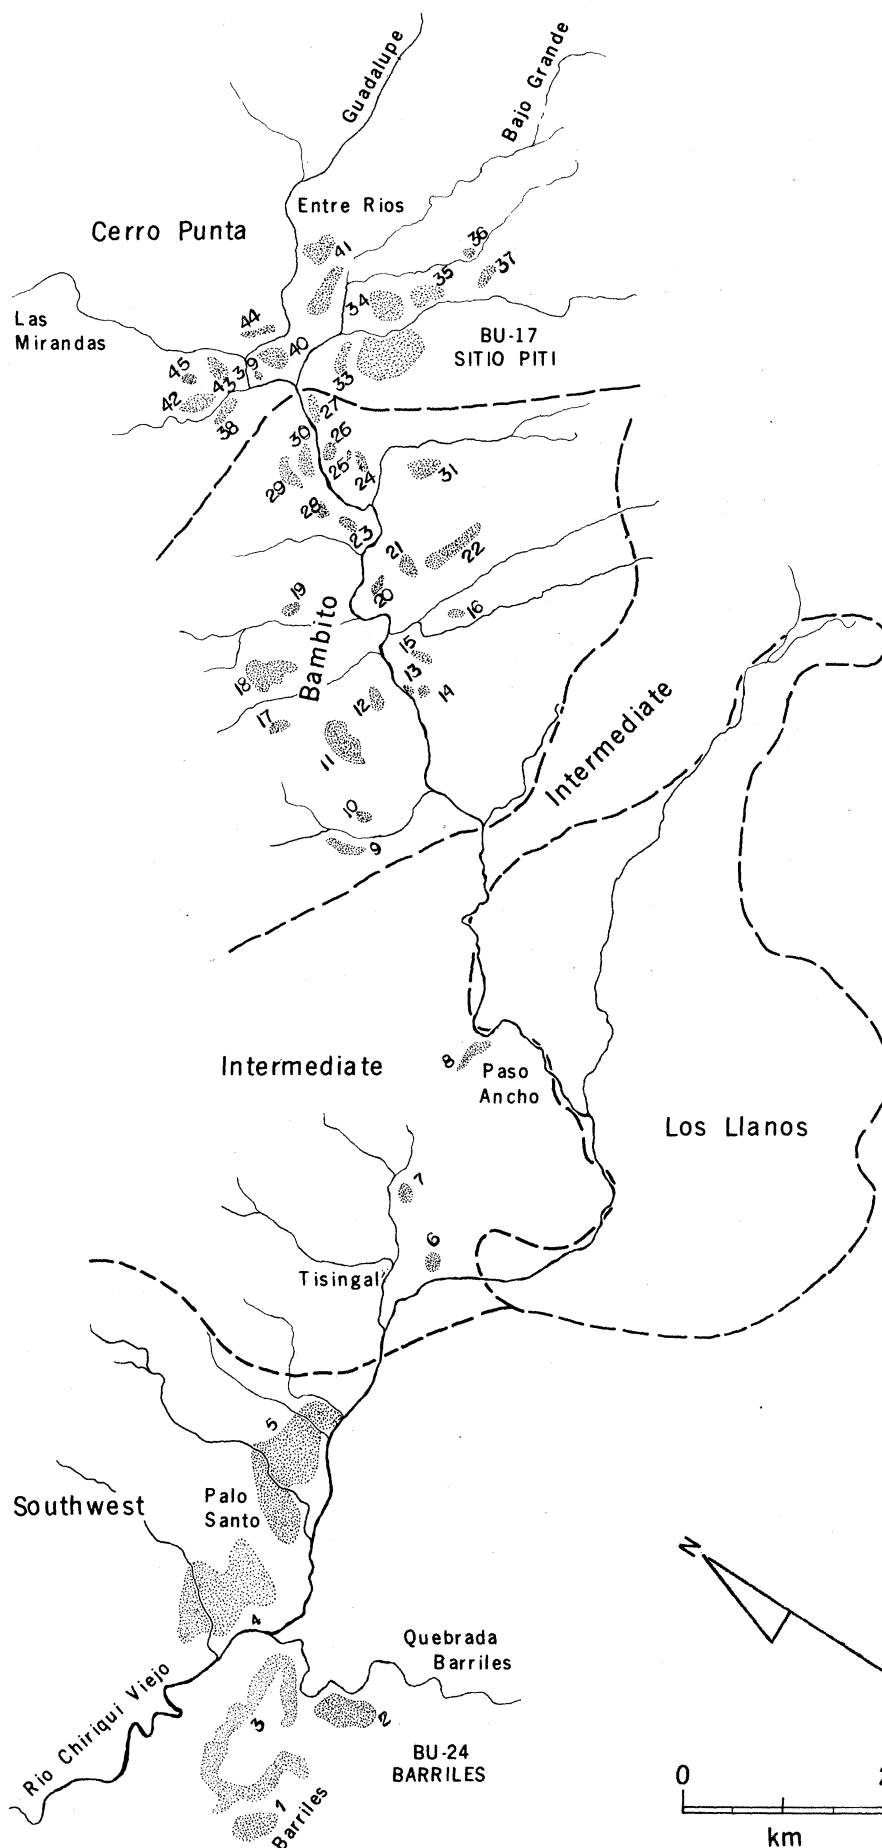 Guadalupe
Bajo Grande
Entre Rios
Cerro Punta
36
41
37
35
34
Las
Mirandas
44
BU-17
SITIO PITI
40
45
43
39
33
42
38
27
30
26
25
24
31
29
28
23
22
21
20
19
16
Bambito
15
18
13
14
12
17
11
Intermediate
10
9
8
Paso
Ancho
Intermediate
Los Llanos
7
6
Tisingal
5
Palo
Santo
Southwest
N
4
Quebrada
Barriles
Rio Chiriqui Viejo
3
2
BU-24
BARRILES
1
Barriles
0
2
km